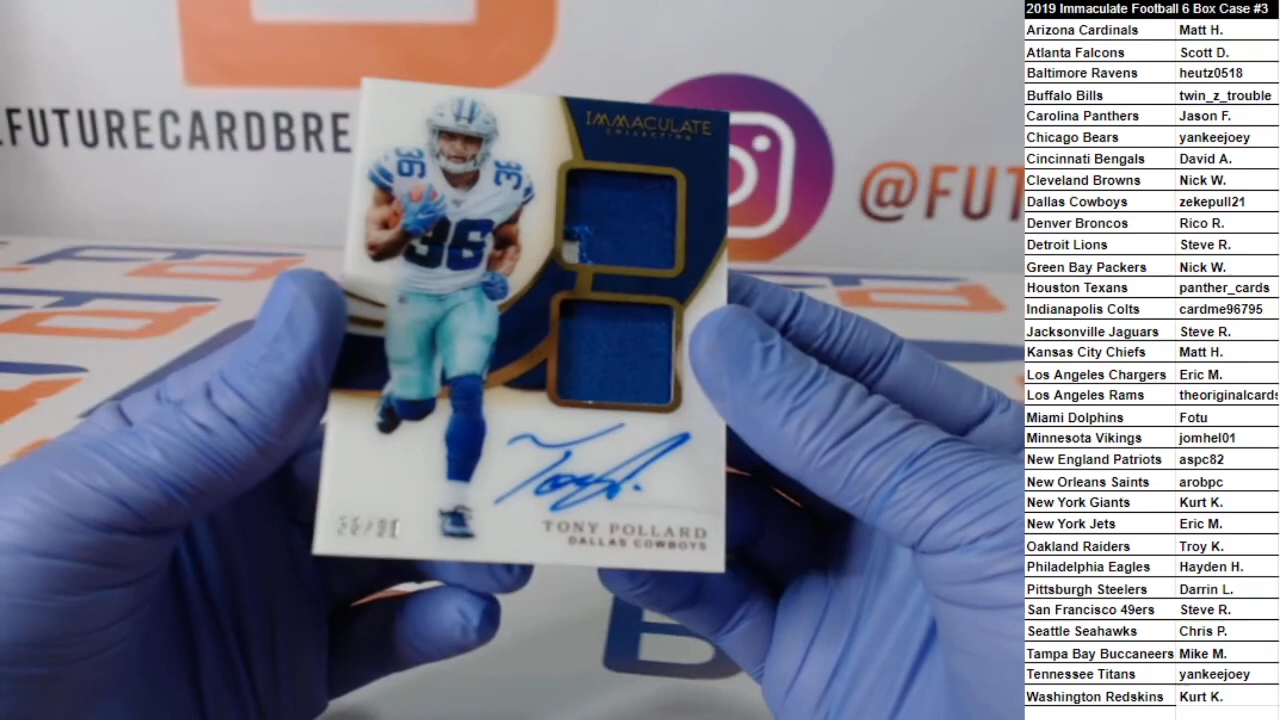 2019 Immaculate Football 6 Box Case #3
Arizona Cardinals Matt H.
Atlanta Falcons Scott D.
Baltimore Ravens heutz0518
Buffalo Bills twin_z_trouble
Carolina Panthers Jason F.
Chicago Bears yankeejoey
Cincinnati Bengals David A.
Cleveland Browns Nick W.
Dallas Cowboys zekepull21
Denver Broncos Rico R.
Detroit Lions Steve R.
Green Bay Packers Nick W.
Houston Texans panther_cards
Indianapolis Colts cardme96795
Jacksonville Jaguars Steve R.
Kansas City Chiefs Matt H.
Los Angeles Chargers Eric M.
Los Angeles Rams theoriginalcards
Miami Dolphins Fotu
Minnesota Vikings jomhel01
New England Patriots aspc82
New Orleans Saints arobpc
New York Giants Kurt K.
New York Jets Eric M.
Oakland Raiders Troy K.
Philadelphia Eagles Hayden H.
Pittsburgh Steelers Darrin L.
San Francisco 49ers Steve R.
Seattle Seahawks Chris P.
Tampa Bay Buccaneers Mike M.
Tennessee Titans yankeejoey
Washington Redskins Kurt K.
FUTURECARDBRE
@FUT
IMMACULATE
COLLECTION
36
36
36
TONY POLLARD
DALLAS COWBOYS